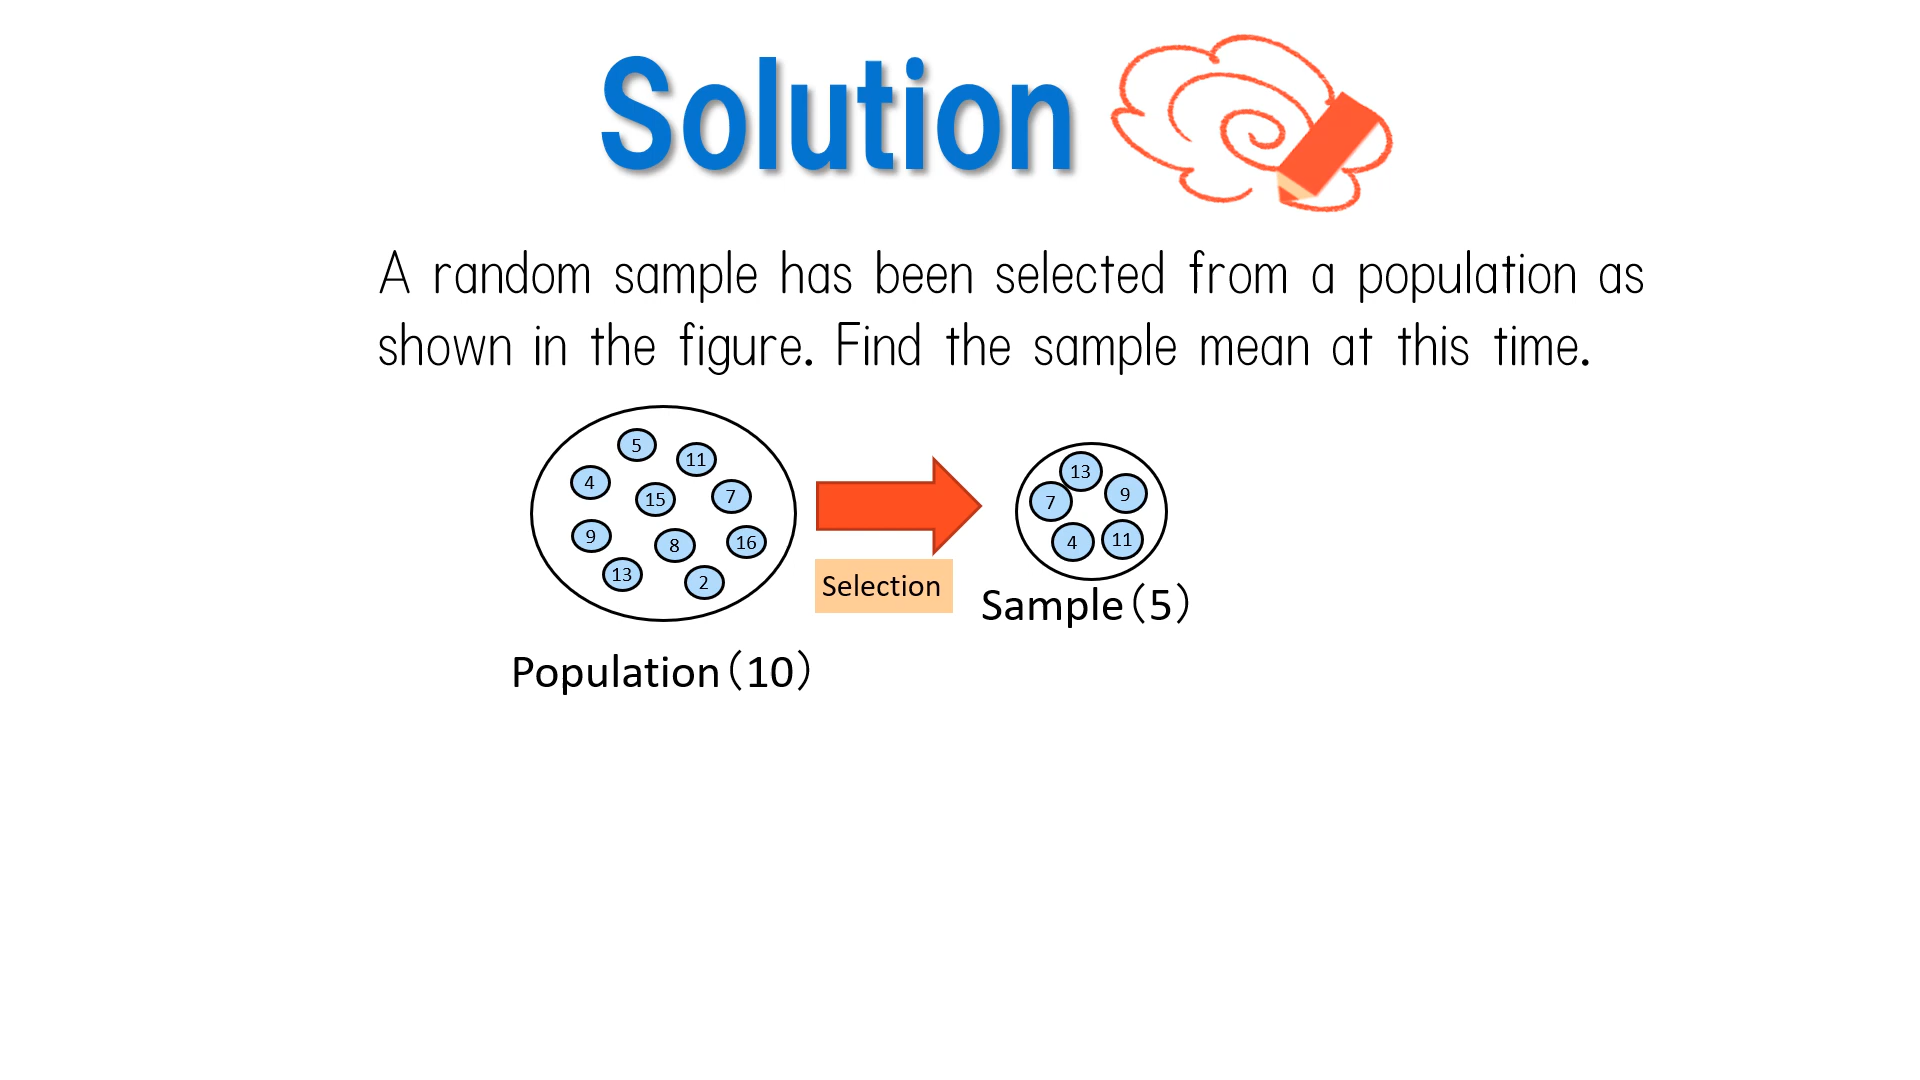 Solution
A random sample has been selected from a population as
shown in the figure. Find the sample mean at this time.
5
11
4
15
7
9
8
16
13
2
Selection
13
7
9
4
11
Sample(5)
Population(10)